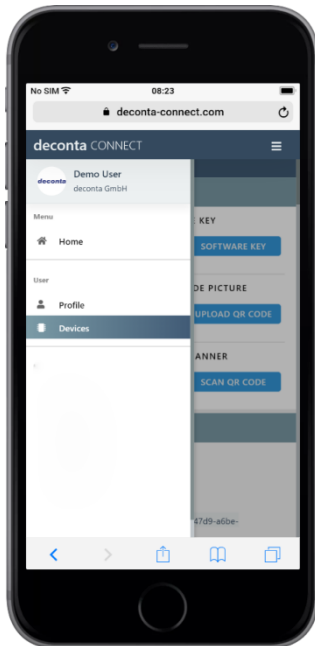 No SIM 08:23
deconta-connect.com
deconta CONNECT
deconta
Demo User
deconta GmbH
Menu
Home
User
Profile
Devices
KEY
SOFTWARE KEY
DE PICTURE
UPLOAD QR CODE
ANNER
SCAN QR CODE
47d9-a6be-